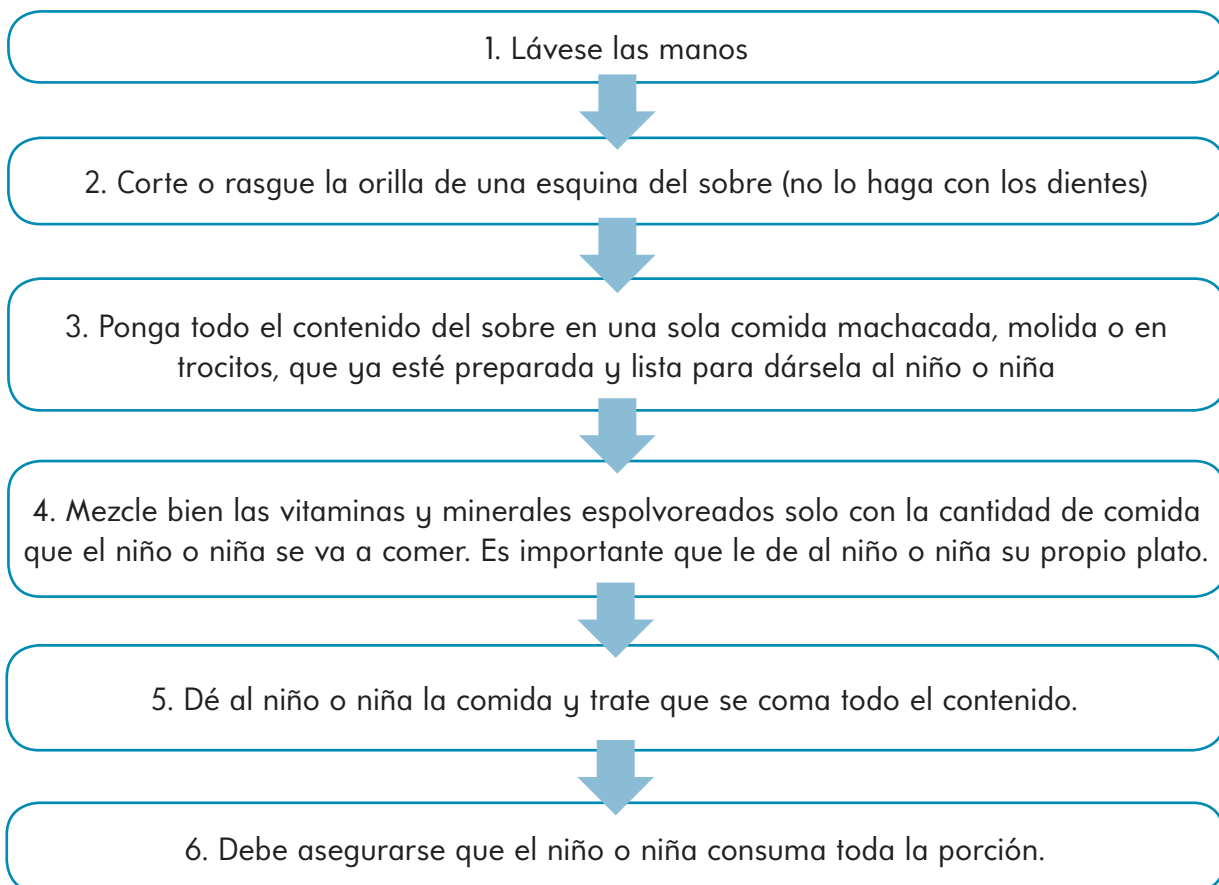 1. Lávese las manos
2. Corte o rasgue la orilla de una esquina del sobre (no lo haga con los dientes)
3. Ponga todo el contenido del sobre en una sola comida machacada, molida o en
trocitos, que ya esté preparada y lista para dársela al niño o niña
4. Mezcle bien las vitaminas y minerales espolvoreados solo con la cantidad de comida
que el niño o niña se va a comer. Es importante que le de al niño o niña su propio plato.
5. Dé al niño o niña la comida y trate que se coma todo el contenido.
6. Debe asegurarse que el niño o niña consuma toda la porción.